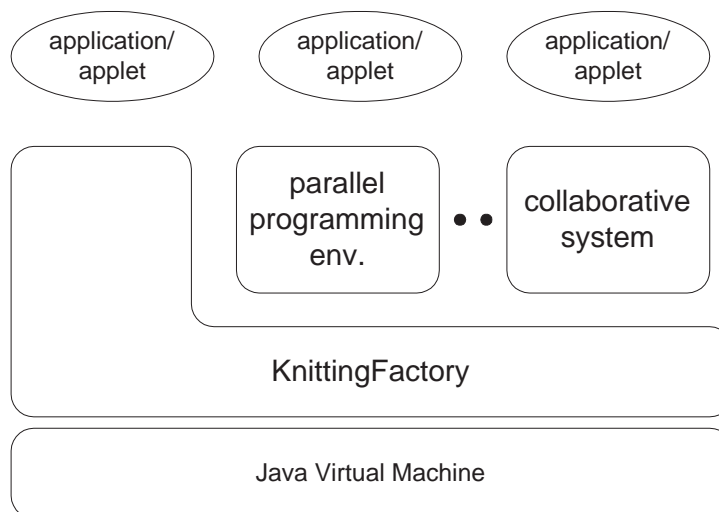 application/
applet
application/
applet
application/
applet
parallel
programming
env.
collaborative
system
KnittingFactory
Java Virtual Machine